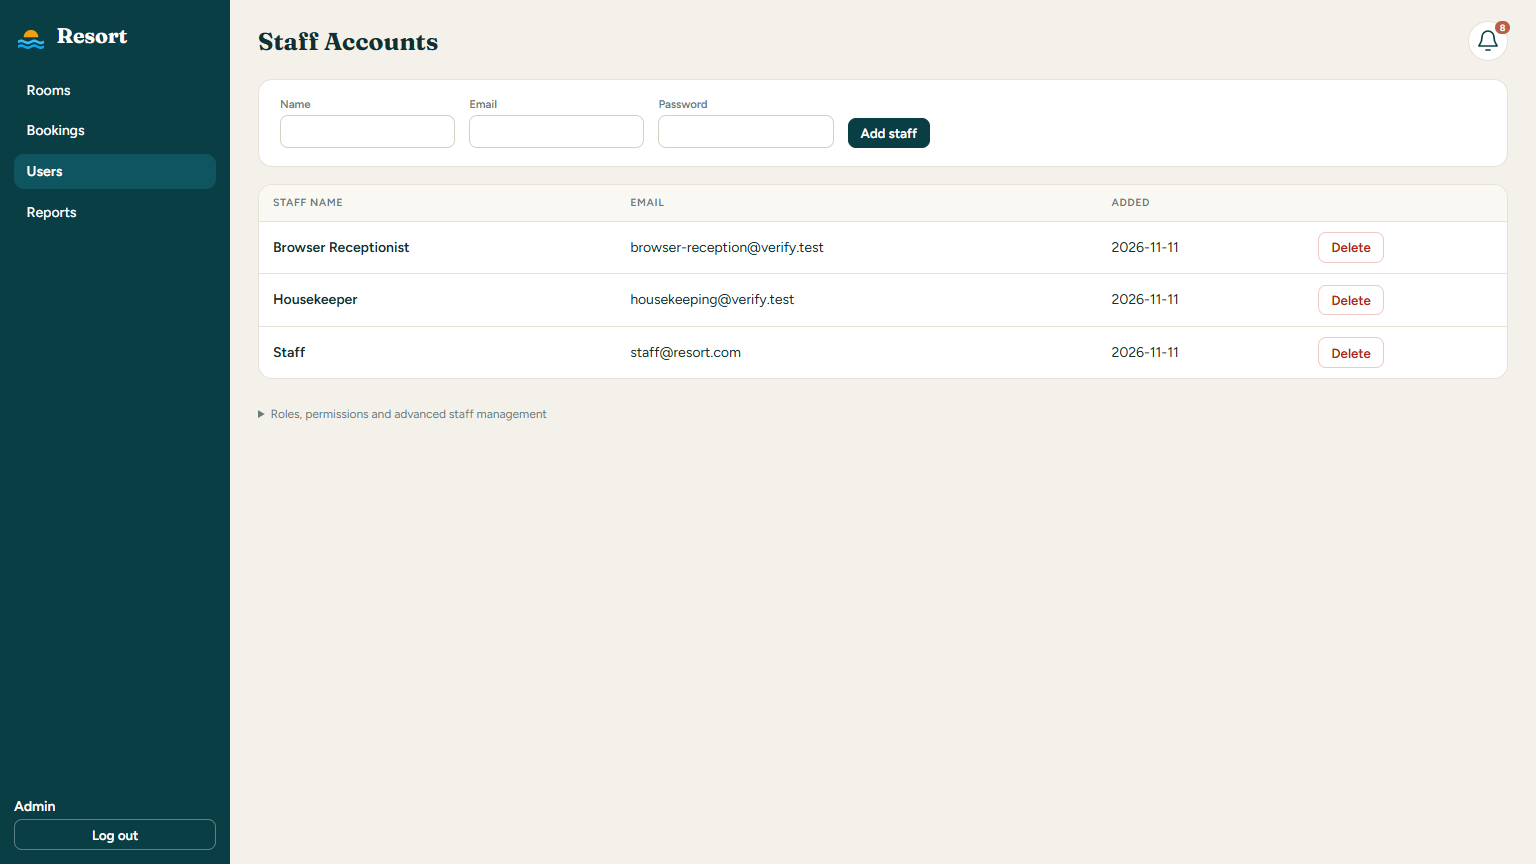 Resort
Rooms
Bookings
Users
Reports
Admin
Log out
Staff Accounts
8
Name Email Password
Add staff
STAFF NAME EMAIL ADDED
Browser Receptionist browser-reception@verify.test 2026-11-11 Delete
Housekeeper housekeeping@verify.test 2026-11-11 Delete
Staff staff@resort.com 2026-11-11 Delete
Roles, permissions and advanced staff management